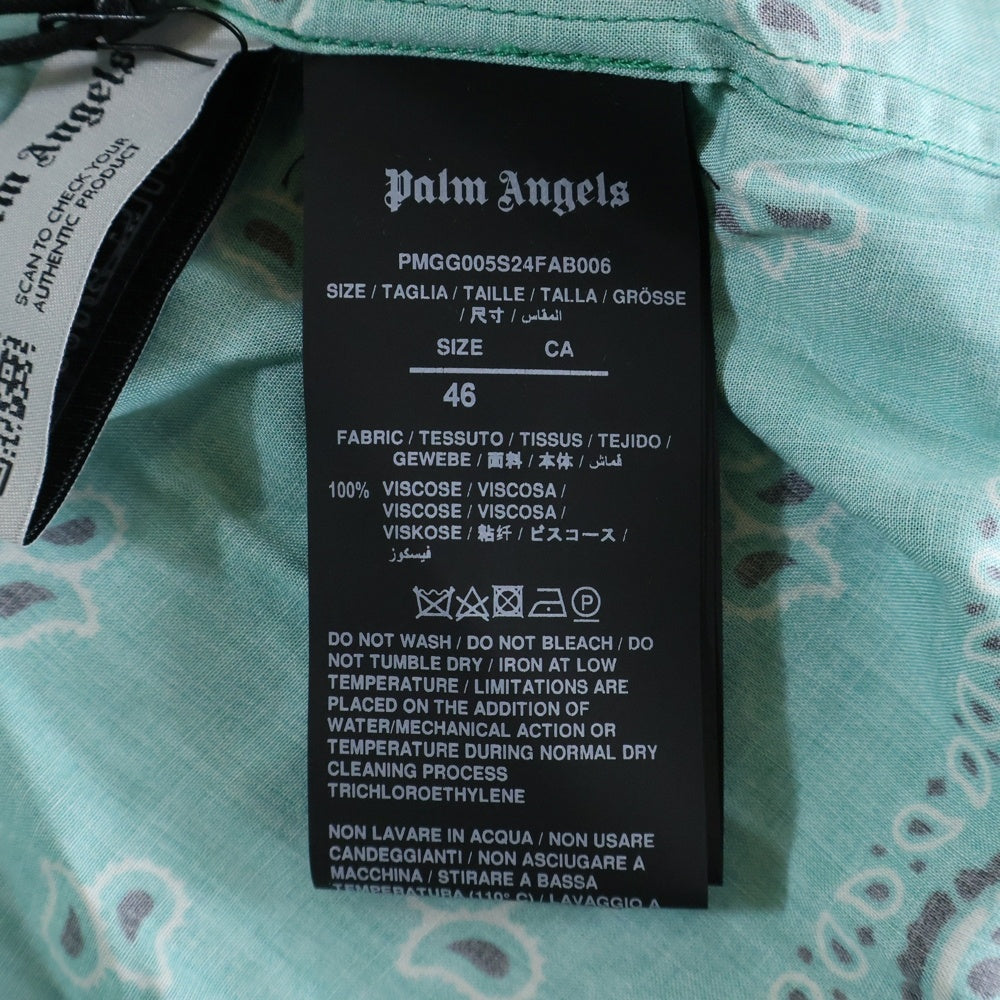 Palm Angels
SCAN TO CHECK YOUR
AUTHENTIC PRODUCT
Palm Angels
PMGG005S24FAB006
SIZE / TAGLIA / TAILLE / TALLA / GRÖSSE
/ 尺寸 / المقاس
SIZE CA
46
FABRIC / TESSUTO / TISSUS / TEJIDO /
GEWEBE / 面料 / 本体 / قماش
100% VISCOSE / VISCOSA /
VISCOSE / VISCOSA /
VISKOSE / 粘纤 / ビスコース /
فيسكوز
P
DO NOT WASH / DO NOT BLEACH / DO
NOT TUMBLE DRY / IRON AT LOW
TEMPERATURE / LIMITATIONS ARE
PLACED ON THE ADDITION OF
WATER/MECHANICAL ACTION OR
TEMPERATURE DURING NORMAL DRY
CLEANING PROCESS
TRICHLOROETHYLENE
NON LAVARE IN ACQUA / NON USARE
CANDEGGIANTI / NON ASCIUGARE A
MACCHINA / STIRARE A BASSA
TEMPERATURA (110° C) / LAVAGGIO A